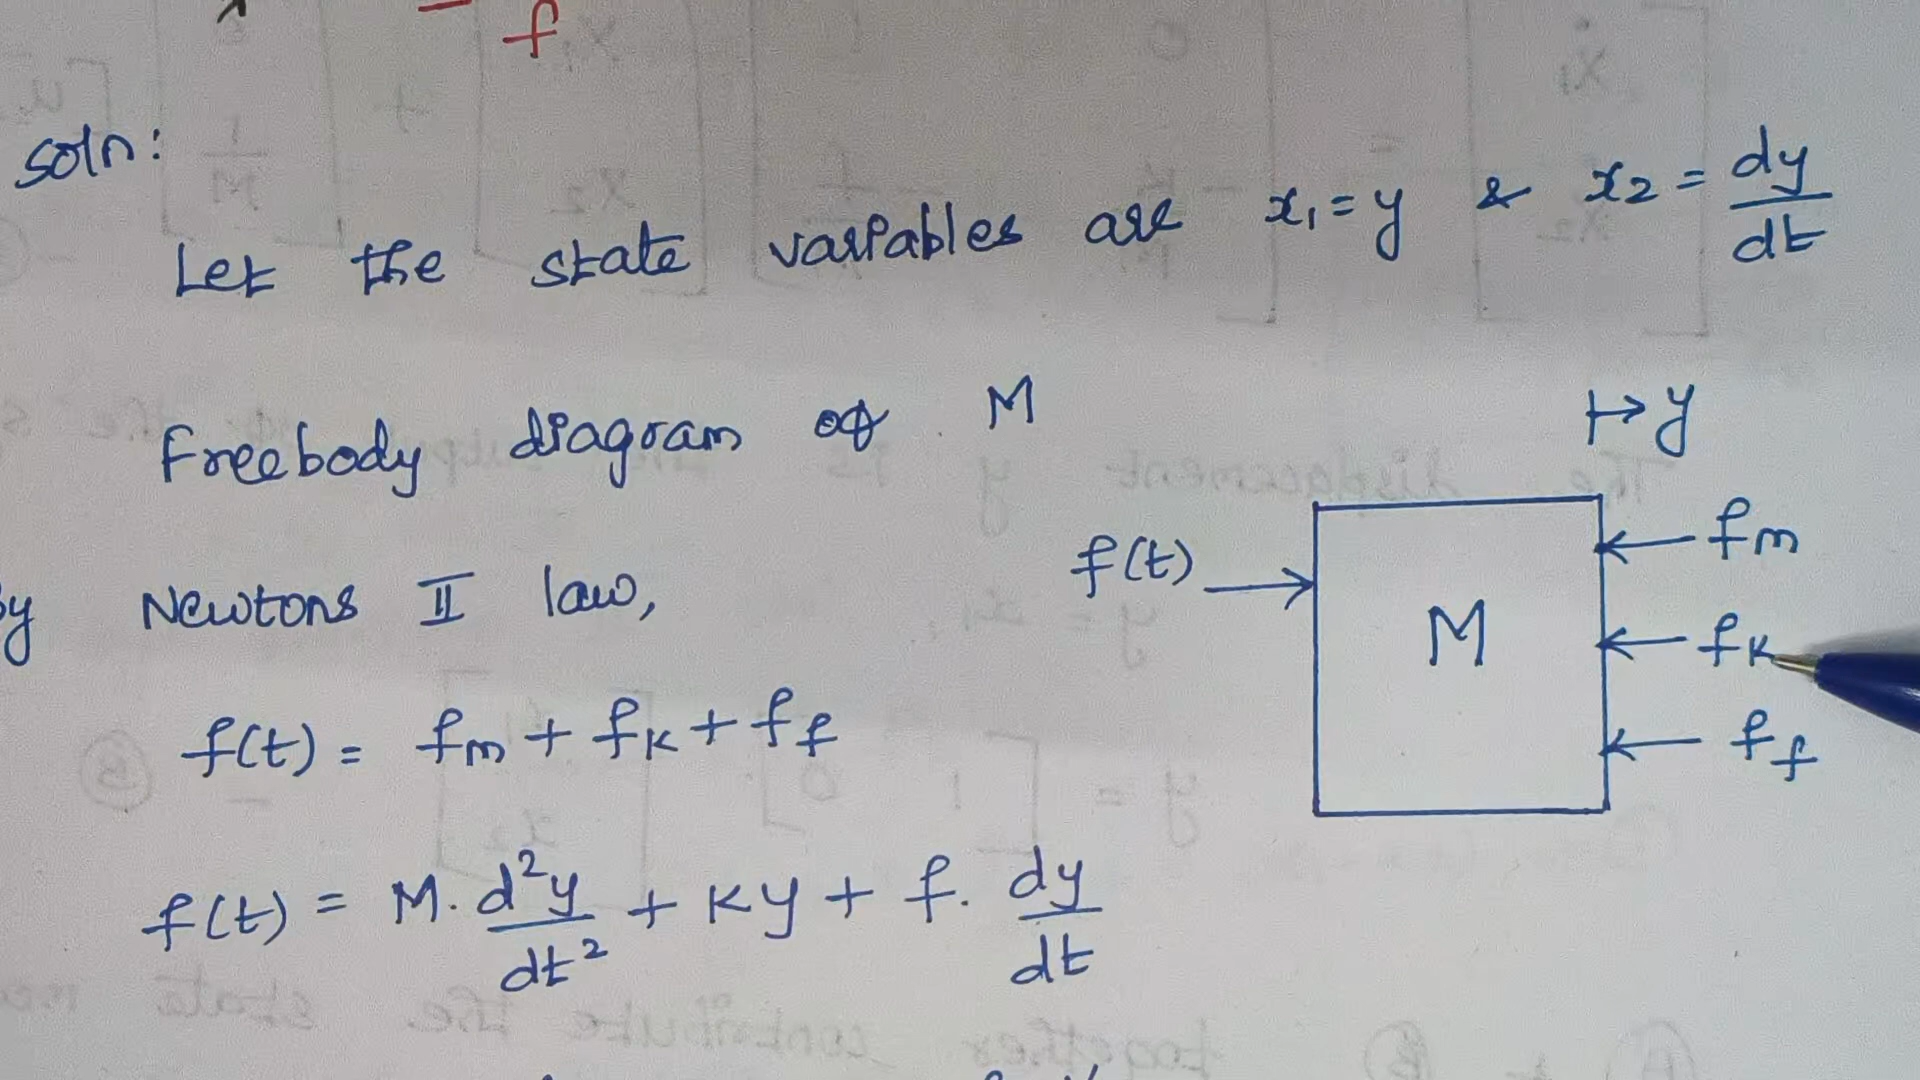 f
soln:
Let the state variables are x₁ = y & x₂ = dy/dt
Freebody diagram of M
↦ y
f(t) → M ← fm
← fk
← ff
Newtons II law,
f(t) = fm + fk + ff
f(t) = M. d²y/dt² + Ky + f. dy/dt